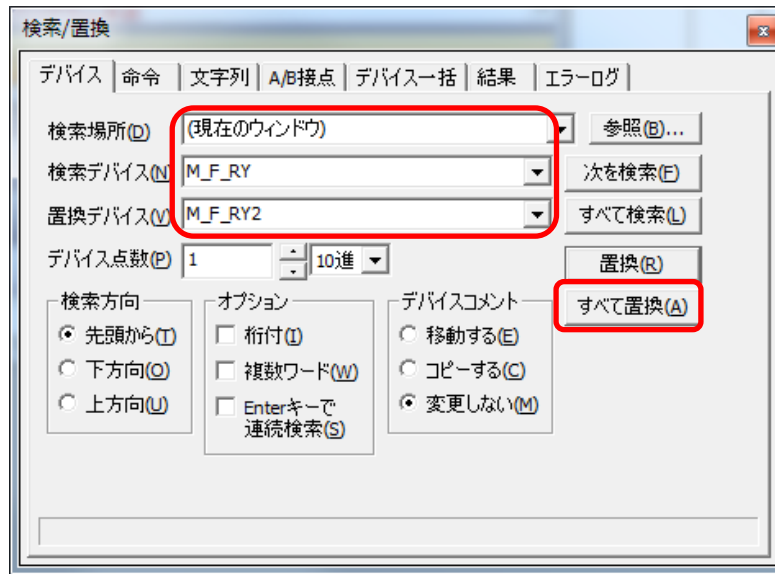 検索/置換
デバイス 命令 文字列 A/B接点 デバイス一括 結果 エラーログ
検索場所(D) (現在のウィンドウ) 参照(B)...
検索デバイス(N) M_F_RY 次を検索(F)
置換デバイス(V) M_F_RY2 すべて検索(L)
デバイス点数(P) 1 10進 置換(R)
すべて置換(A)
検索方向 オプション デバイスコメント
先頭から(T) 桁付(I) 移動する(E)
下方向(O) 複数ワード(W) コピーする(C)
上方向(U) Enterキーで 変更しない(M)
連続検索(S)